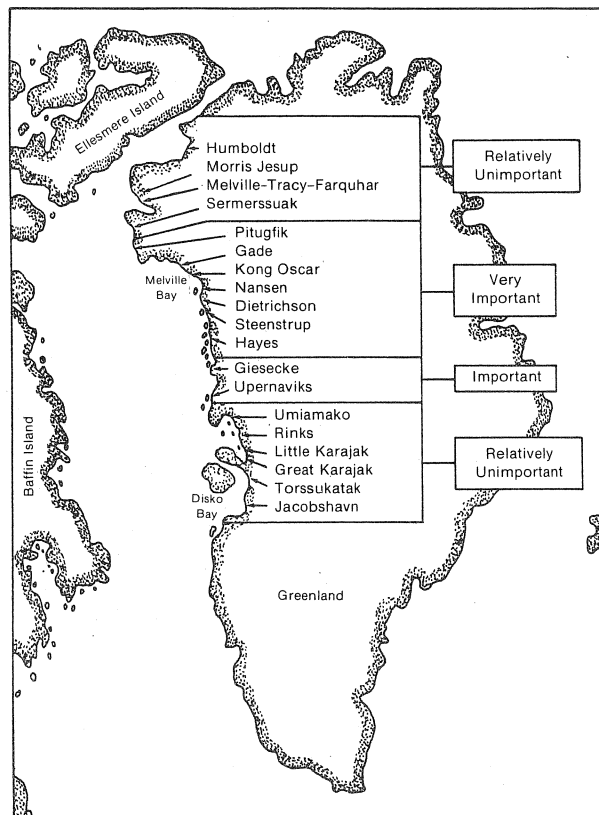 Ellesmere Island
Humboldt
Morris Jesup
Melville-Tracy-Farquhar
Sermerssuak
Relatively
Unimportant
Pitugfik
Gade
Kong Oscar
Nansen
Dietrichson
Steenstrup
Hayes
Melville
Bay
Very
Important
Giesecke
Upernaviks
Important
Umiamako
Rinks
Little Karajak
Great Karajak
Torssukatak
Jacobshavn
Relatively
Unimportant
Baffin Island
Disko
Bay
Greenland